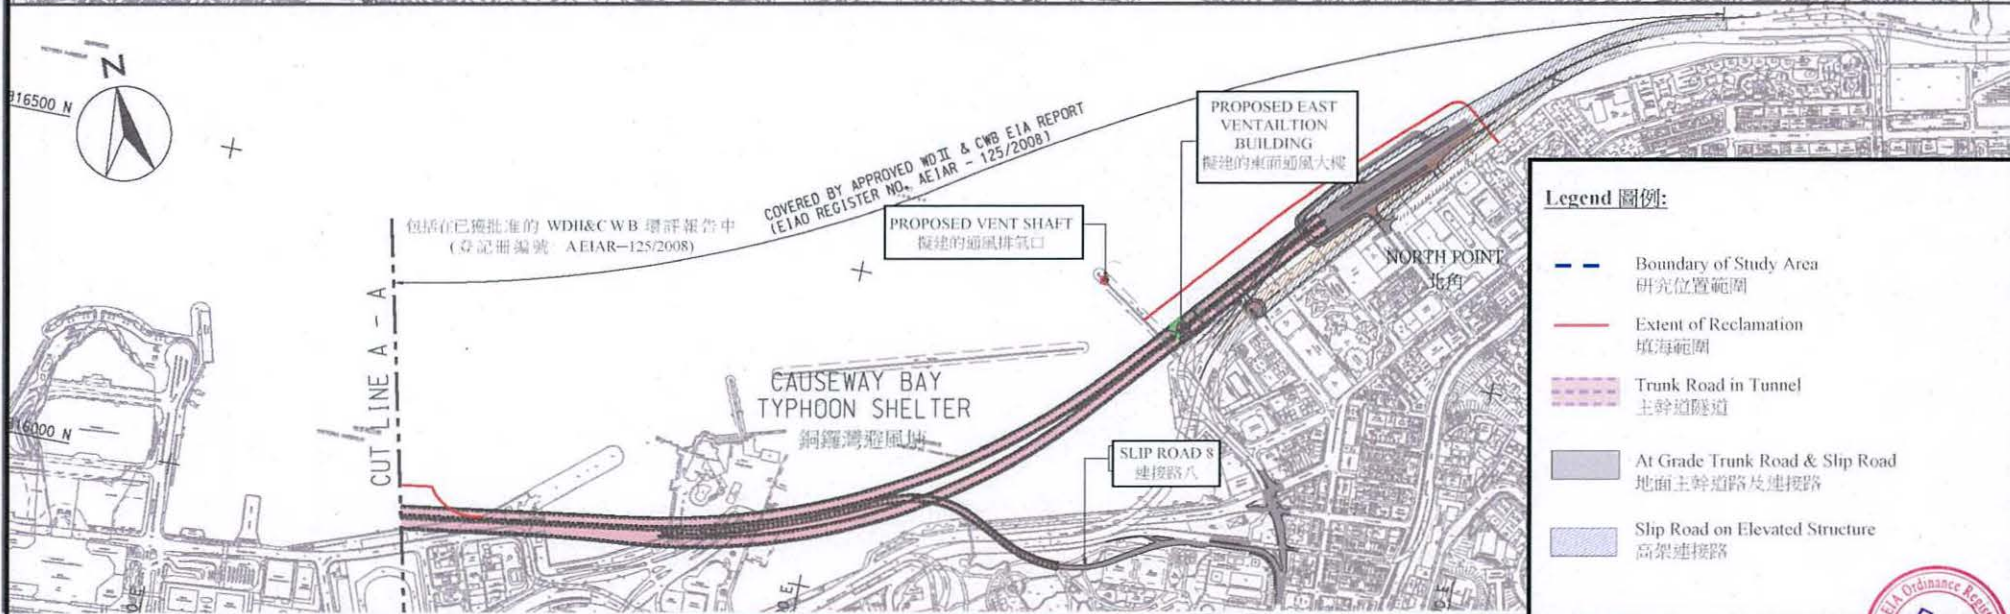 N
816500 N
COVERED BY APPROVED WDII & CWB EIA REPORT
(EIAO REGISTER NO. AEIAR - 125/2008)
包括在已獲批准的 WDII&CWB 環評報告中
(登記冊編號 AEIAR-125/2008)
PROPOSED EAST
VENTAILTION
BUILDING
擬建的東面通風大樓
PROPOSED VENT SHAFT
擬建的通風排氣口
NORTH POINT
北角
CUT LINE A - A
CAUSEWAY BAY
TYPHOON SHELTER
銅鑼灣避風塘
816000 N
SLIP ROAD 8
連接路八
Legend 圖例:
Boundary of Study Area
研究位置範圍
Extent of Reclamation
填海範圍
Trunk Road in Tunnel
主幹道隧道
At Grade Trunk Road & Slip Road
地面主幹道路及連接路
Slip Road on Elevated Structure
高架連接路
EIA Ordinance